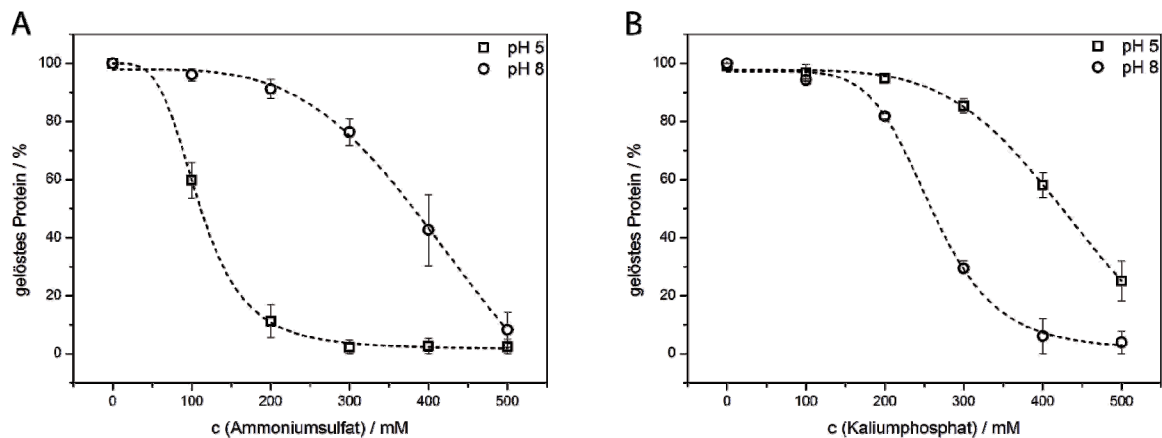 A
pH 5
pH 8
100
80
60
40
20
0
gelöstes Protein / %
0 100 200 300 400 500
c (Ammoniumsulfat) / mM
B
pH 5
pH 8
100
80
60
40
20
0
gelöstes Protein / %
0 100 200 300 400 500
c (Kaliumphosphat) / mM